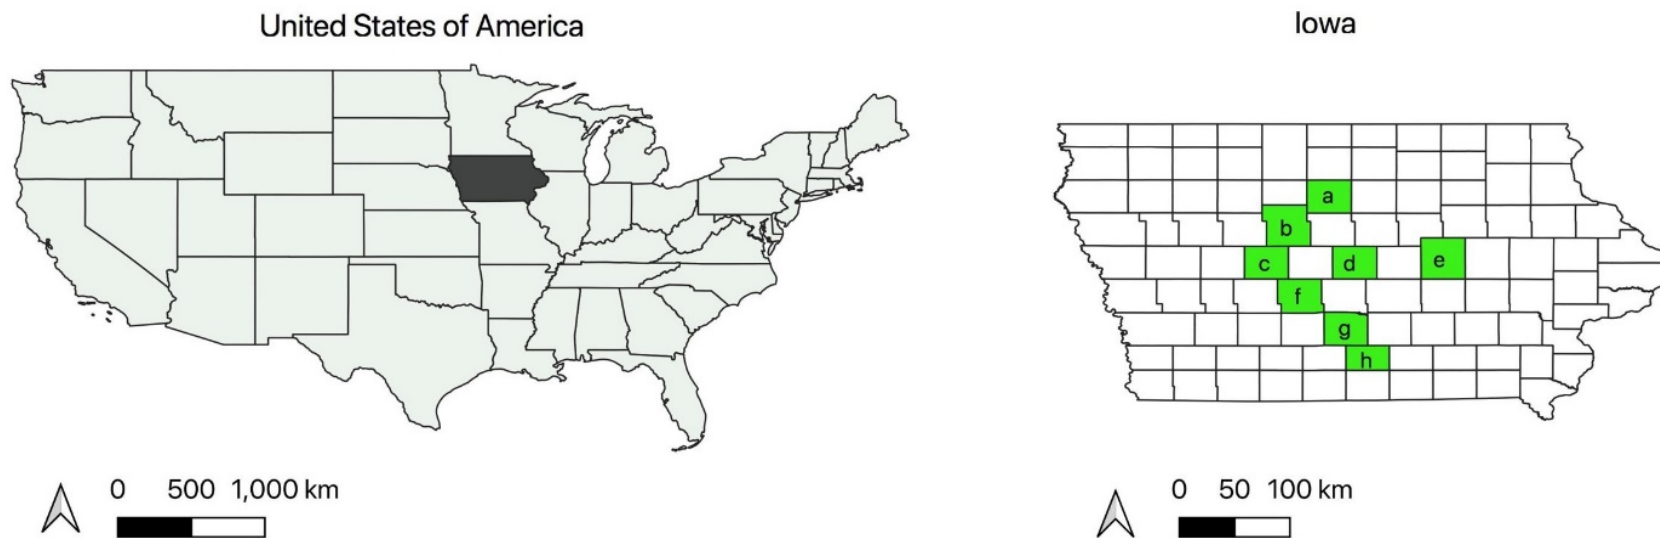 United States of America
Iowa
a
b
c d e
f
g
h
0 500 1,000 km
0 50 100 km